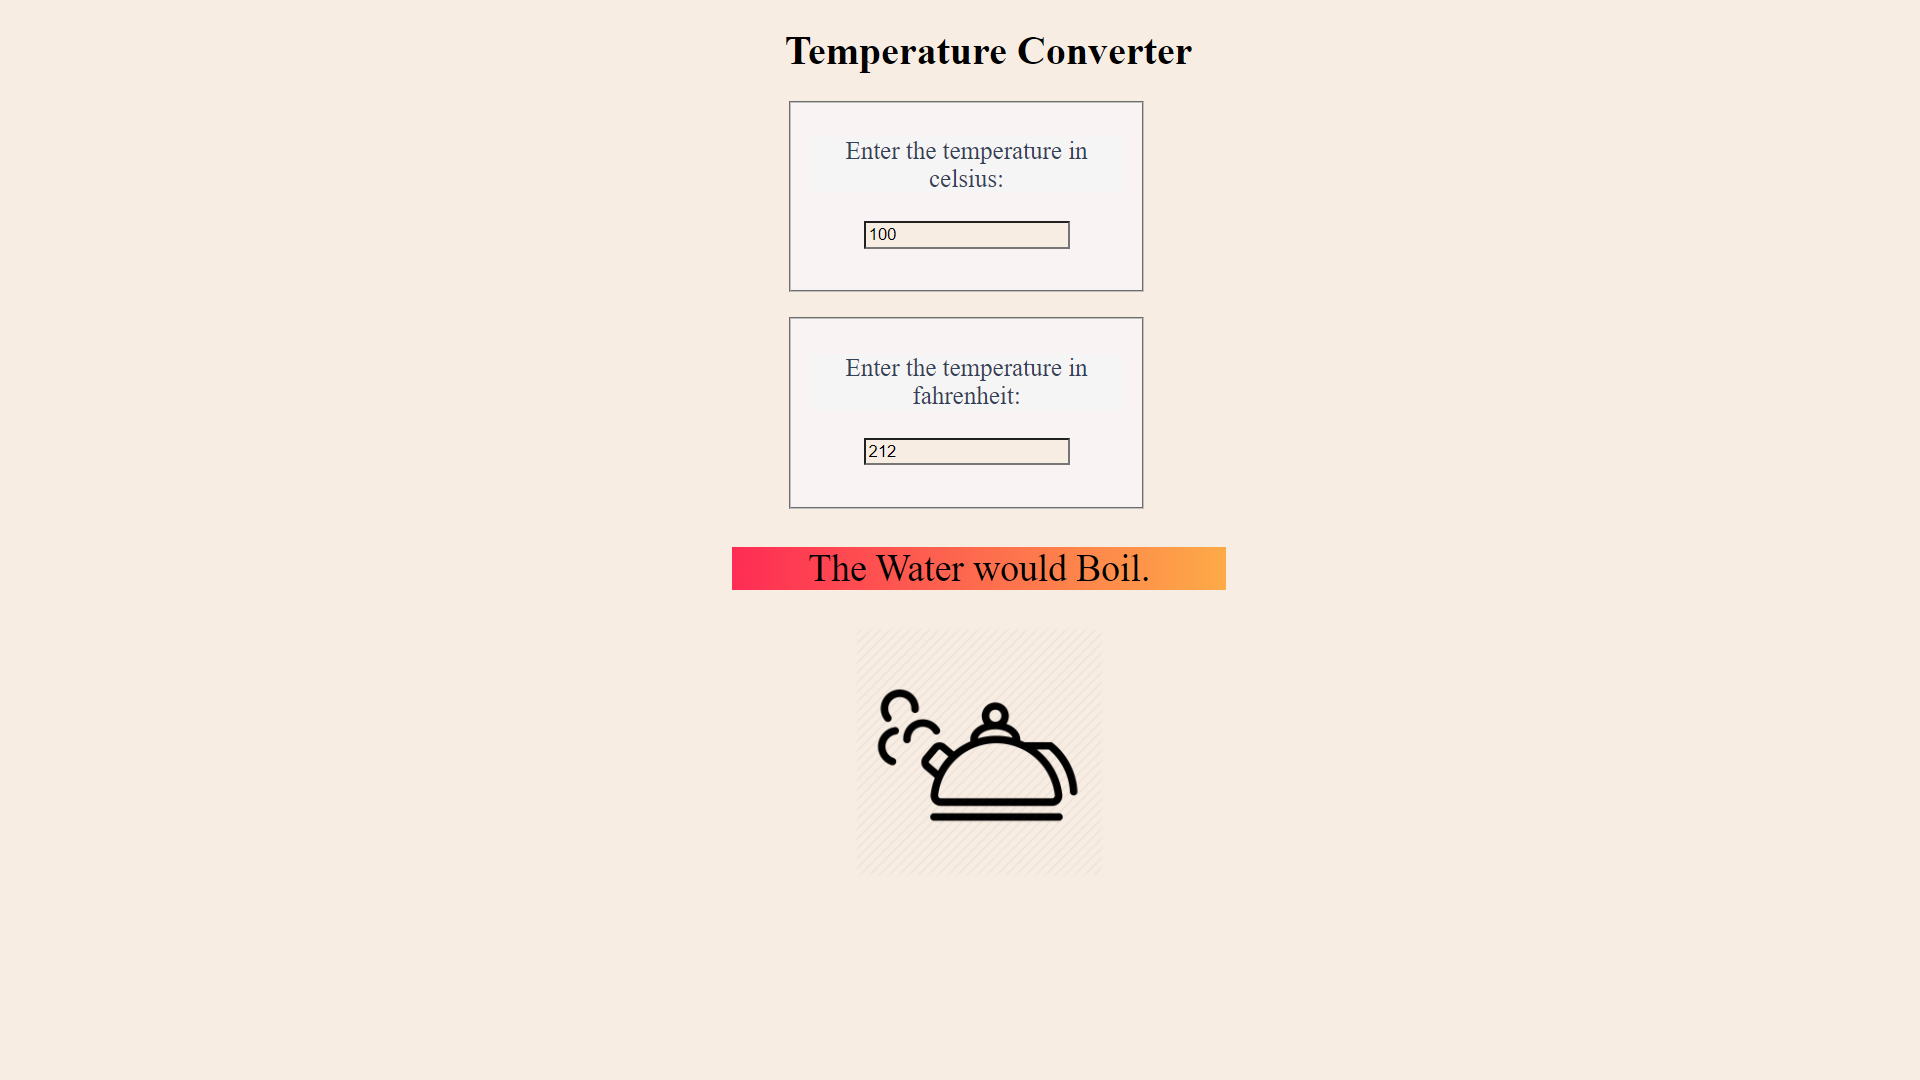 Temperature Converter
Enter the temperature in
celsius:
100
Enter the temperature in
fahrenheit:
212
The Water would Boil.